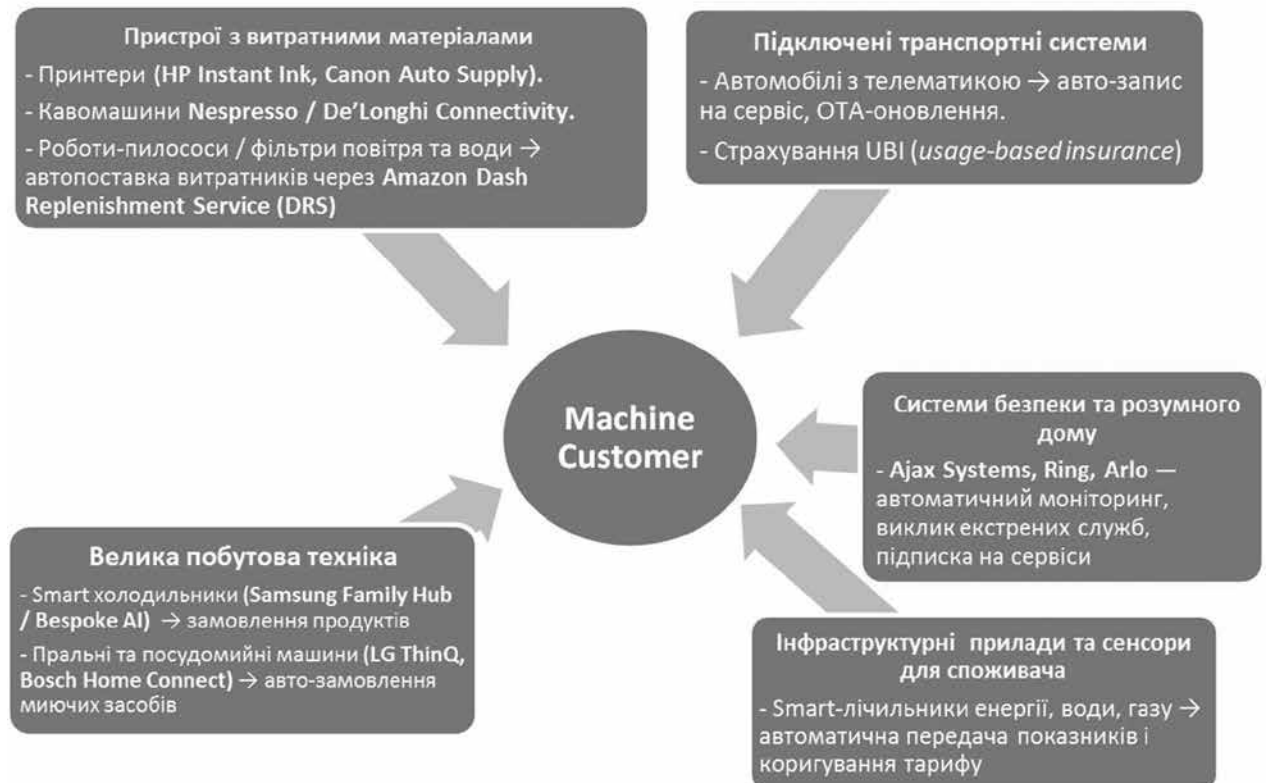 Пристрої з витратними матеріалами
- Принтери (HP Instant Ink, Canon Auto Supply).
- Кавомашини Nespresso / De’Longhi Connectivity.
- Роботи-пилососи / фільтри повітря та води →
автопоставка витратників через Amazon Dash
Replenishment Service (DRS)
Підключені транспортні системи
- Автомобілі з телематикою → авто-запис
на сервіс, ОТА-оновлення.
- Страхування UBI (usage-based insurance)
Machine
Customer
Системи безпеки та розумного
дому
- Ajax Systems, Ring, Arlo —
автоматичний моніторинг,
виклик екстрених служб,
підписка на сервіси
Велика побутова техніка
- Smart холодильники (Samsung Family Hub
/ Bespoke AI) → замовлення продуктів
- Пральні та посудомийні машини (LG ThinQ,
Bosch Home Connect) → авто-замовлення
миючих засобів
Інфраструктурні прилади та сенсори
для споживача
- Smart-лічильники енергії, води, газу →
автоматична передача показників і
коригування тарифу